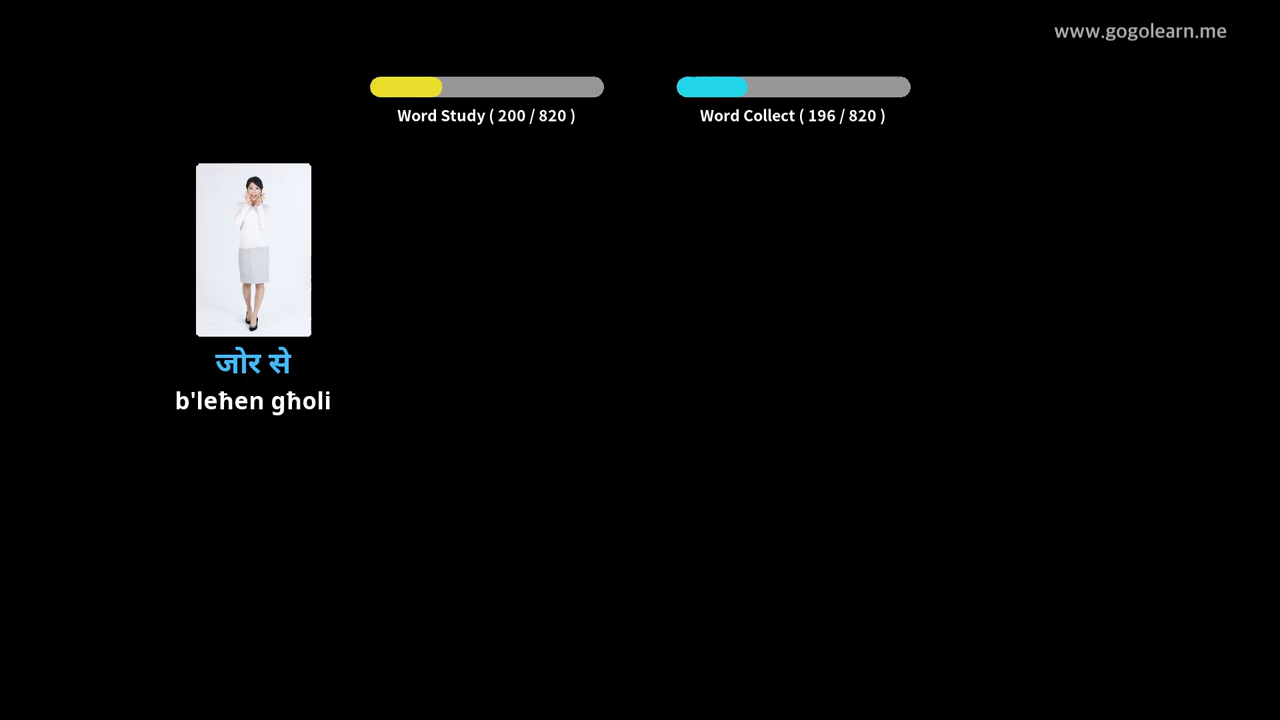 www.gogolearn.me
Word Study ( 200 / 820 )
Word Collect ( 196 / 820 )
जोर से
b'leħen għoli